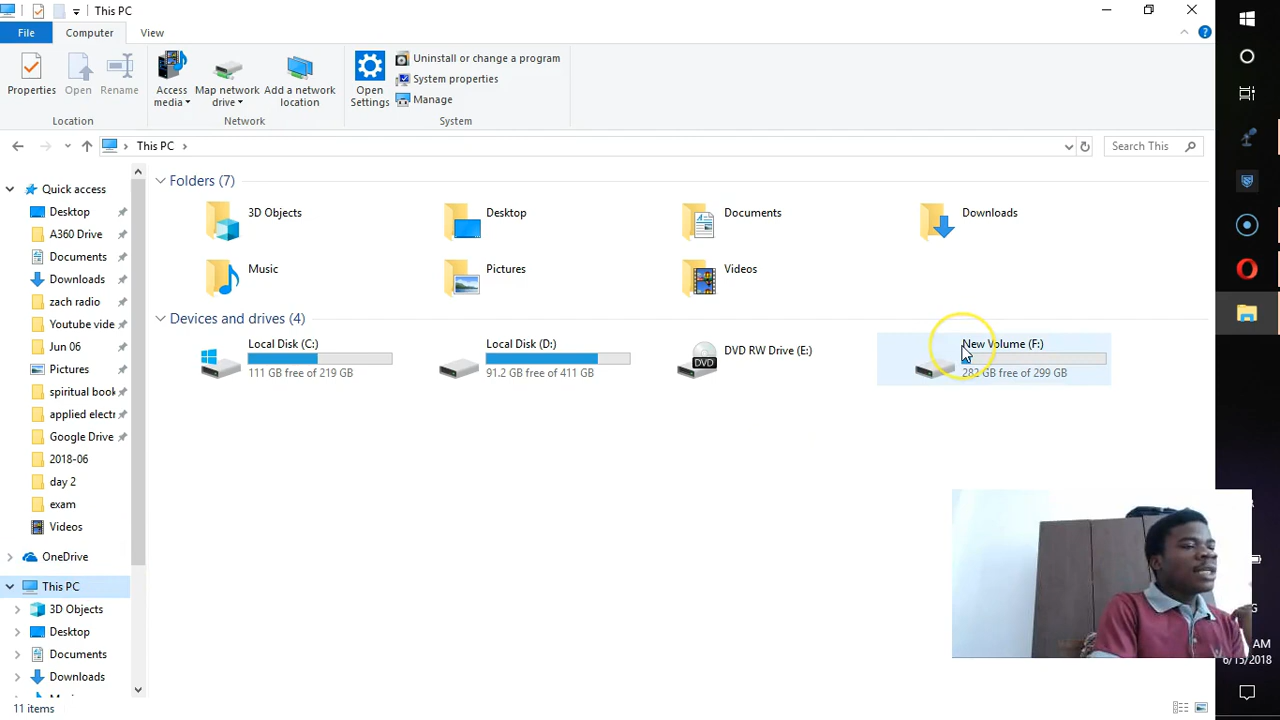 This PC
File
Computer
View
Properties
Open
Rename
Location
Access media
Map network drive
Add a network location
Network
Open Settings
Uninstall or change a program
System properties
Manage
System
This PC
Search This
Quick access
Desktop
A360 Drive
Documents
Downloads
zach radio
Youtube vide
Jun 06
Pictures
spiritual book
applied electr
Google Drive
2018-06
day 2
exam
Videos
OneDrive
This PC
3D Objects
Desktop
Documents
Downloads
Folders (7)
3D Objects
Desktop
Documents
Downloads
Music
Pictures
Videos
Devices and drives (4)
Local Disk (C:)
111 GB free of 219 GB
Local Disk (D:)
91.2 GB free of 411 GB
DVD RW Drive (E:)
DVD
New Volume (F:)
282 GB free of 299 GB
AM
6/15/2018
11 items